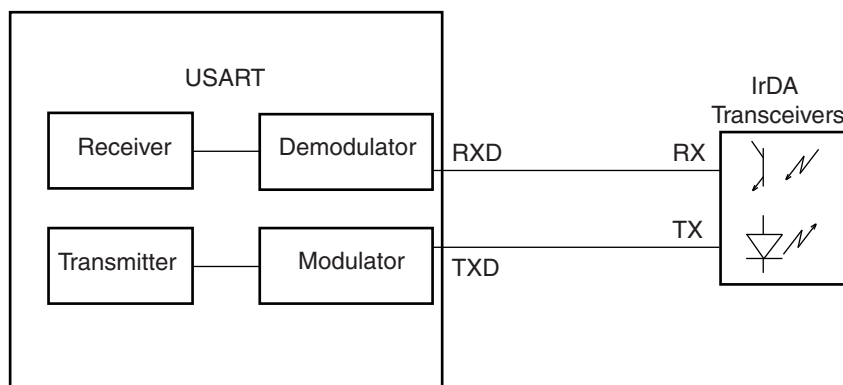 USART
IrDA
Transceivers
Receiver
Demodulator
RXD
RX
Transmitter
Modulator
TXD
TX